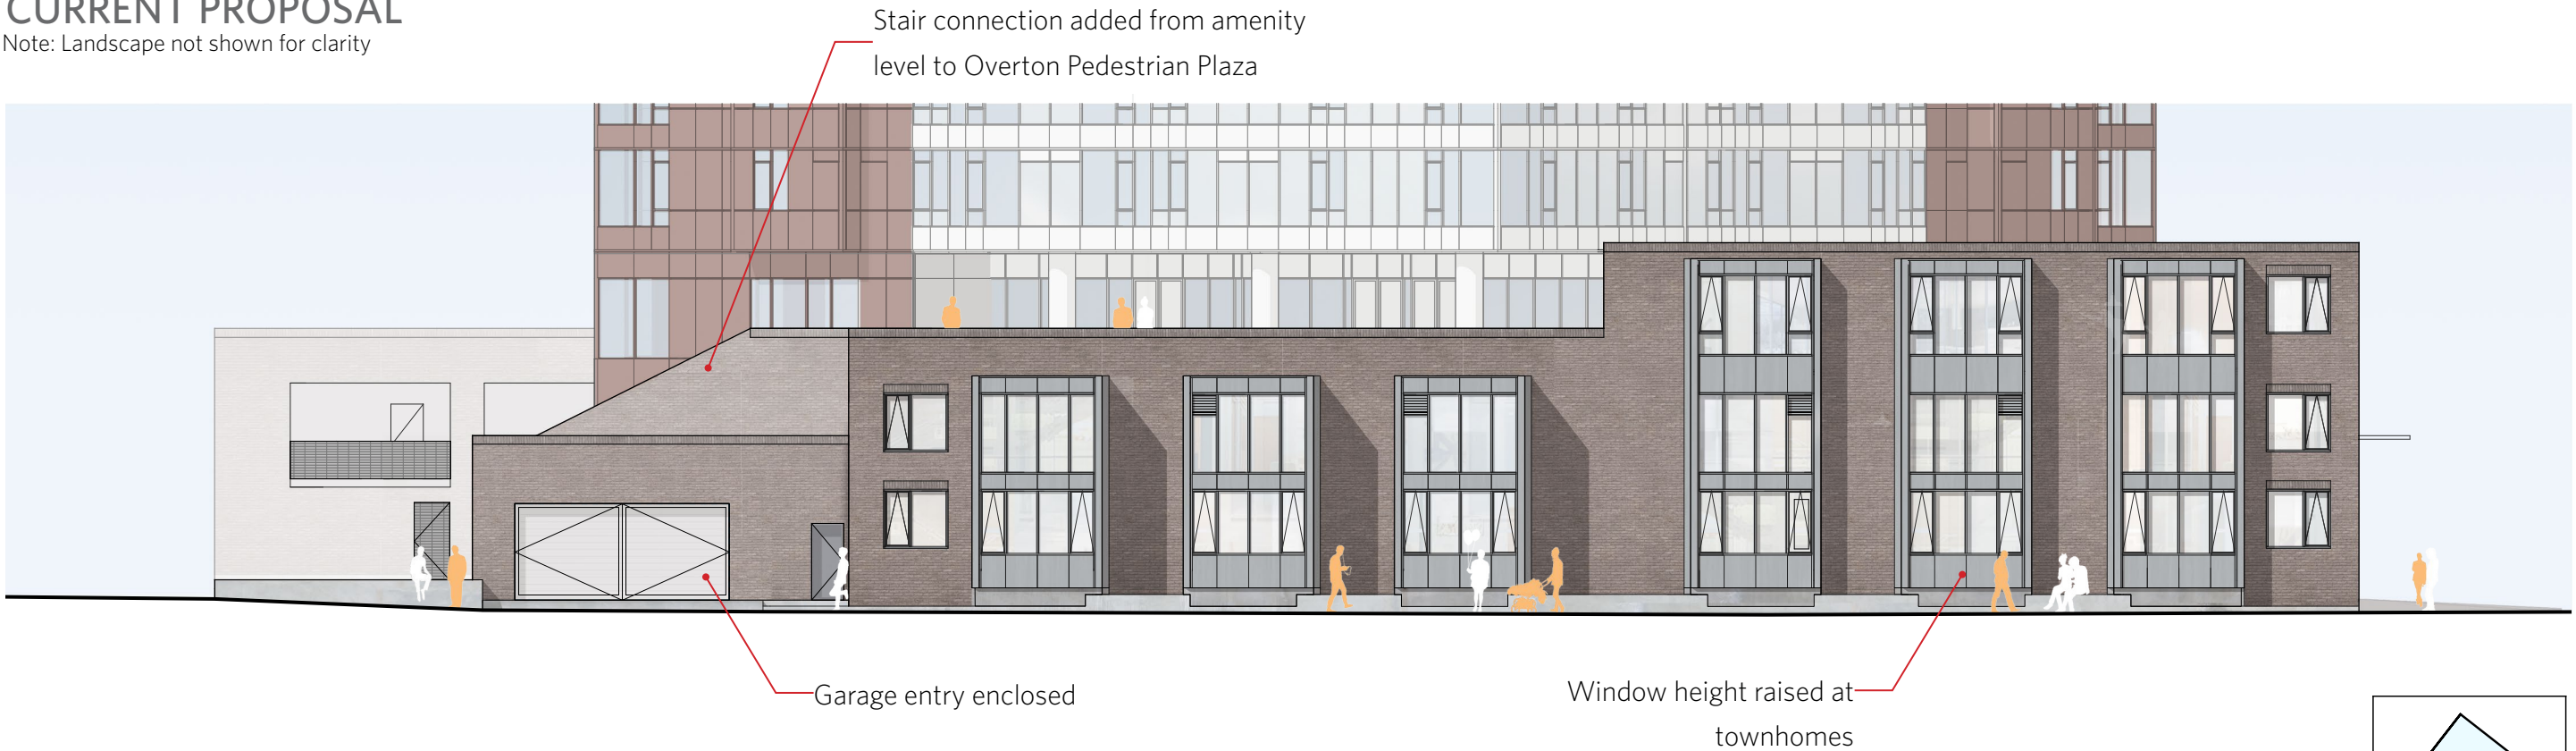 CURRENT PROPOSAL
Note: Landscape not shown for clarity
Stair connection added from amenity
level to Overton Pedestrian Plaza
Garage entry enclosed
Window height raised at
townhomes